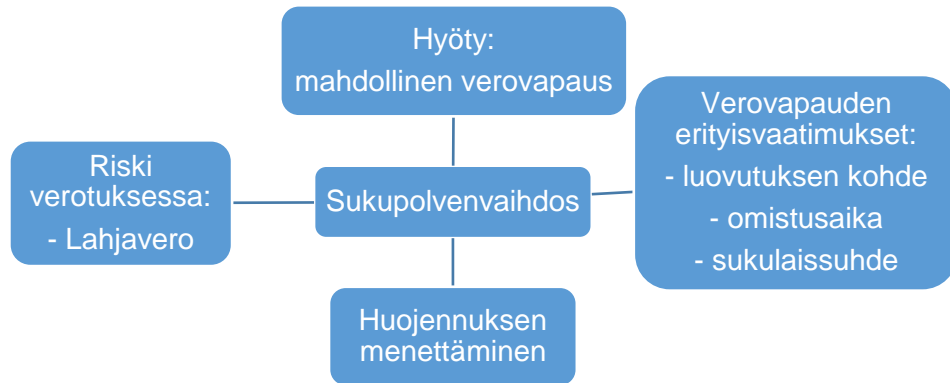 Hyöty:
mahdollinen verovapaus
Verovapauden
erityisvaatimukset:
- luovutuksen kohde
- omistusaika
- sukulaissuhde
Riski
verotuksessa:
- Lahjavero
Sukupolvenvaihdos
Huojennuksen
menettäminen